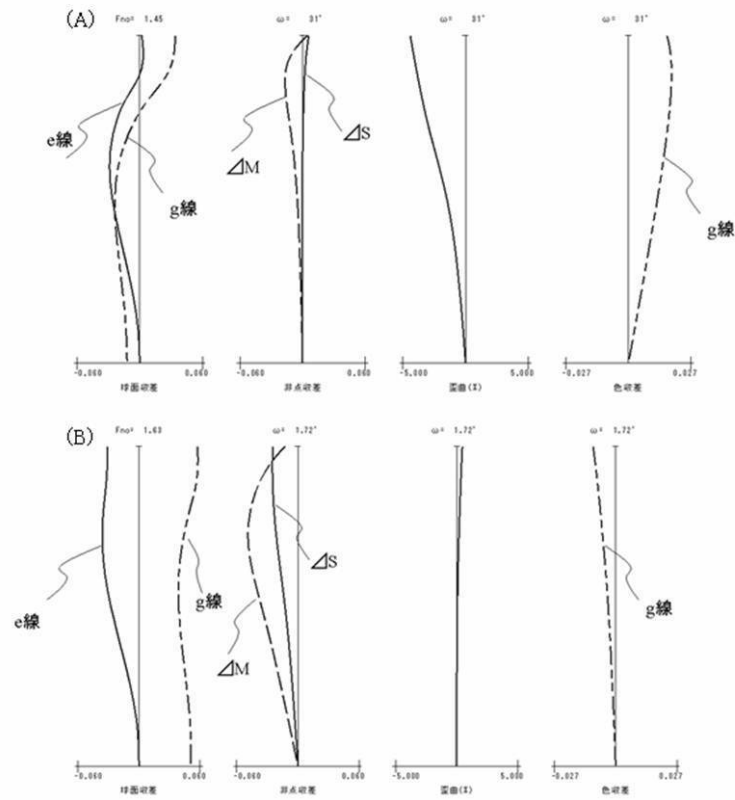 (A)
Fno= 1.45
ω= 31°
ω= 31°
ω= 31°
e線
g線
⊿M
⊿S
g線
-0.060 0.060
球面収差
-0.060 0.060
非点収差
-5.000 5.000
歪曲(%)
-0.027 0.027
色収差
(B)
Fno= 1.63
ω= 1.72°
ω= 1.72°
ω= 1.72°
e線
g線
⊿S
⊿M
g線
-0.060 0.060
球面収差
-0.060 0.060
非点収差
-5.000 5.000
歪曲(%)
-0.027 0.027
色収差